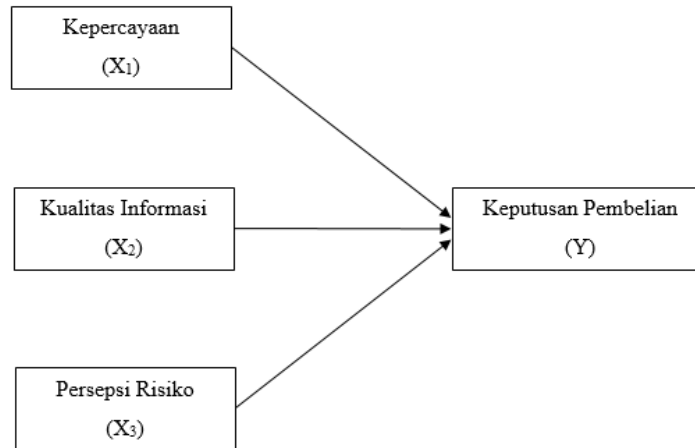 Kepercayaan
(X₁)
Kualitas Informasi
(X₂)
Keputusan Pembelian
(Y)
Persepsi Risiko
(X₃)